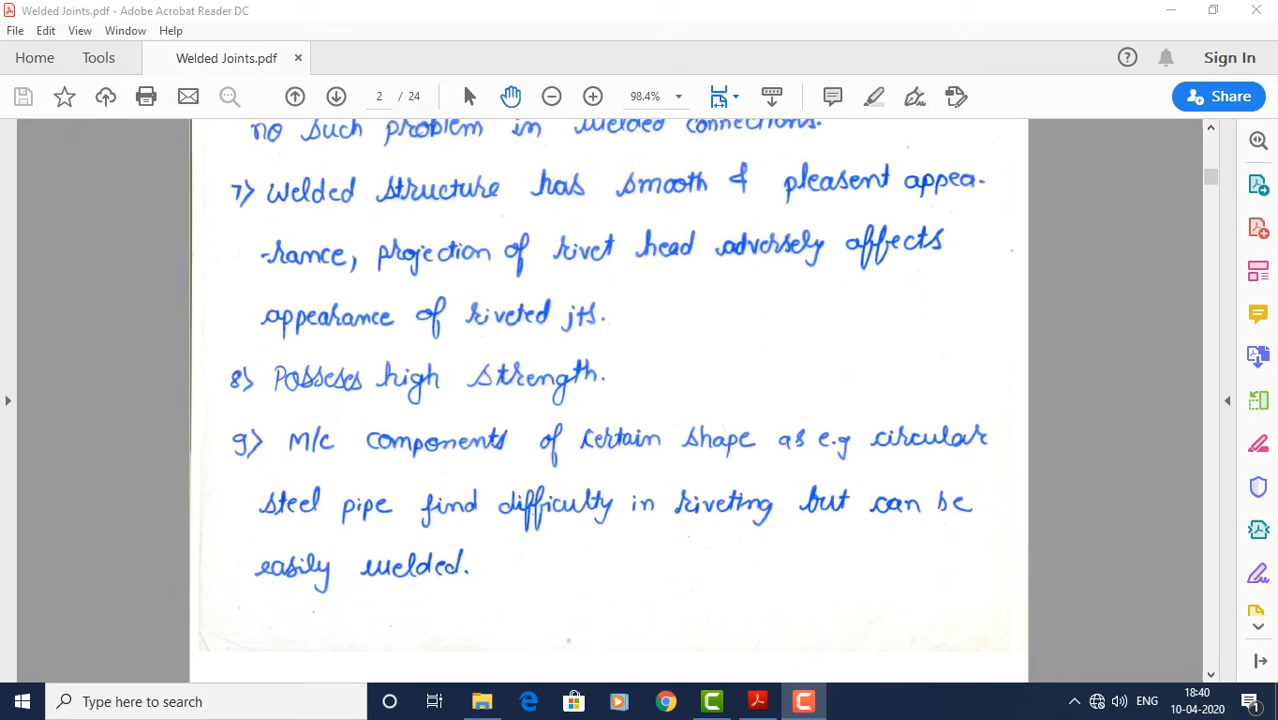 Welded Joints.pdf - Adobe Acrobat Reader DC
File Edit View Window Help
Home Tools Welded Joints.pdf × Sign In
2 / 24 98.4% Share
no such problem in welded connections.
7) Welded structure has smooth & pleasent appea-
-rance, projection of rivet head adversely affects
appearance of riveted jts.
8) Posseses high strength.
9) M/c components of certain shape as e.g circular
steel pipe find difficulty in riveting but can be
easily welded.
Type here to search ENG 18:40
10-04-2020 1